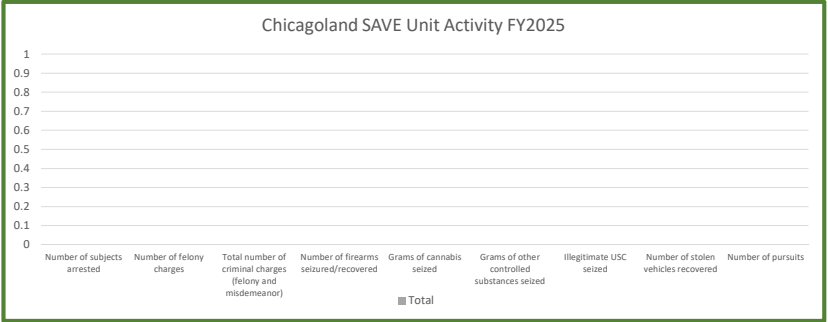 Chicagoland SAVE Unit Activity FY2025
1
0.9
0.8
0.7
0.6
0.5
0.4
0.3
0.2
0.1
0
Number of subjects
arrested
Number of felony
charges
Total number of
criminal charges
(felony and
misdemeanor)
Number of firearms
seizured/recovered
Grams of cannabis
seized
Grams of other
controlled
substances seized
Illegitimate USC
seized
Number of stolen
vehicles recovered
Number of pursuits
Total